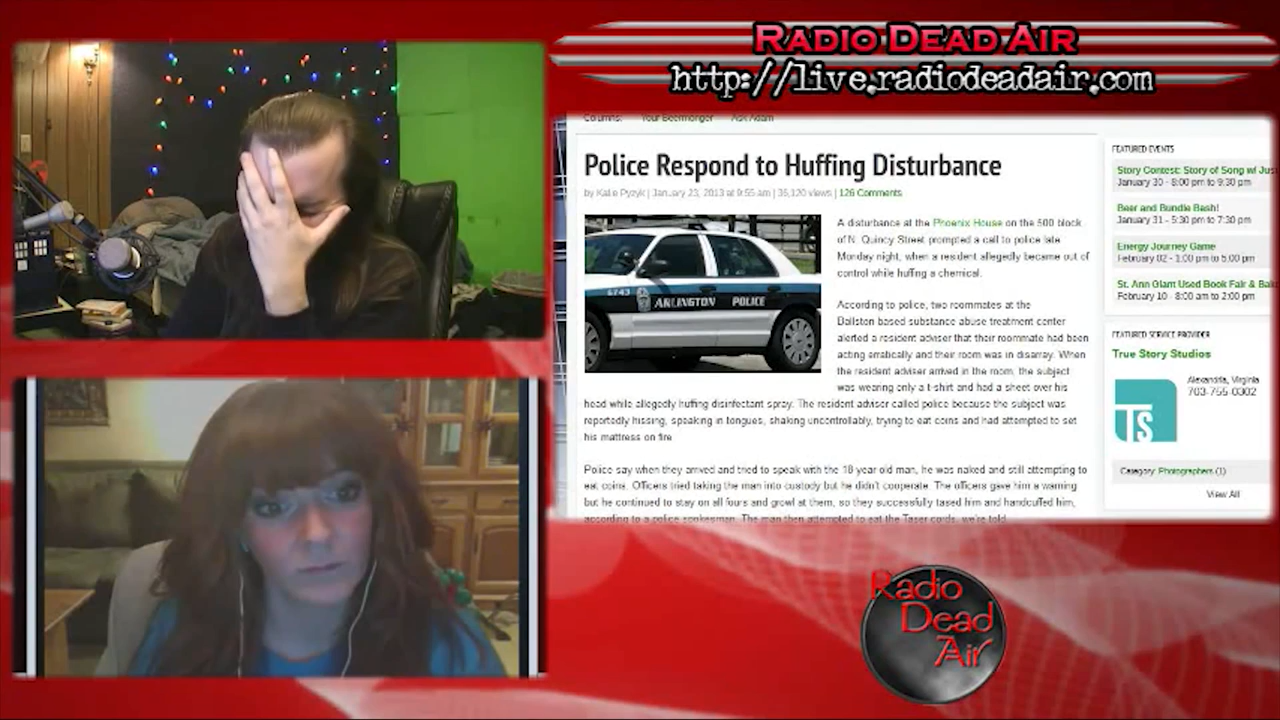 RADIO DEAD AIR
http://live.radiodeadair.com
Columns: Your Beermonger Ask Adam
Police Respond to Huffing Disturbance
by Katie Pyzyk | January 23, 2013 at 9:55 am | 36,120 views | 126 Comments
A disturbance at the Phoenix House on the 500 block
of N. Quincy Street prompted a call to police late
Monday night, when a resident allegedly became out of
control while huffing a chemical.
6743 ARLINGTON POLICE
According to police, two roommates at the
Ballston based substance abuse treatment center
alerted a resident adviser that their roommate had been
acting erratically and their room was in disarray. When
the resident adviser arrived in the room, the subject
was wearing only a t-shirt and had a sheet over his
head while allegedly huffing disinfectant spray. The resident adviser called police because the subject was
reportedly hissing, speaking in tongues, shaking uncontrollably, trying to eat coins and had attempted to set
his mattress on fire
Police say when they arrived and tried to speak with the 18 year old man, he was naked and still attempting to
eat coins. Officers tried taking the man into custody but he didn't cooperate. The officers gave him a warning
but he continued to stay on all fours and growl at them, so they successfully tased him and handcuffed him,
according to a police spokesman. The man then attempted to eat the Taser cords, we're told.
FEATURED EVENTS
Story Contest: Story of Song w/ Jus
January 30 - 8:00 pm to 9:30 pm
Beer and Bundle Bash!
January 31 - 5:30 pm to 7:30 pm
Energy Journey Game
February 02 - 1:00 pm to 5:00 pm
St. Ann Giant Used Book Fair & Bak
February 10 - 8:00 am to 2:00 pm
FEATURED SERVICE PROVIDER
True Story Studios
TS
Alexandria, Virginia
703-755-0302
Category: Photographers (1)
View All
Radio
Dead
Air